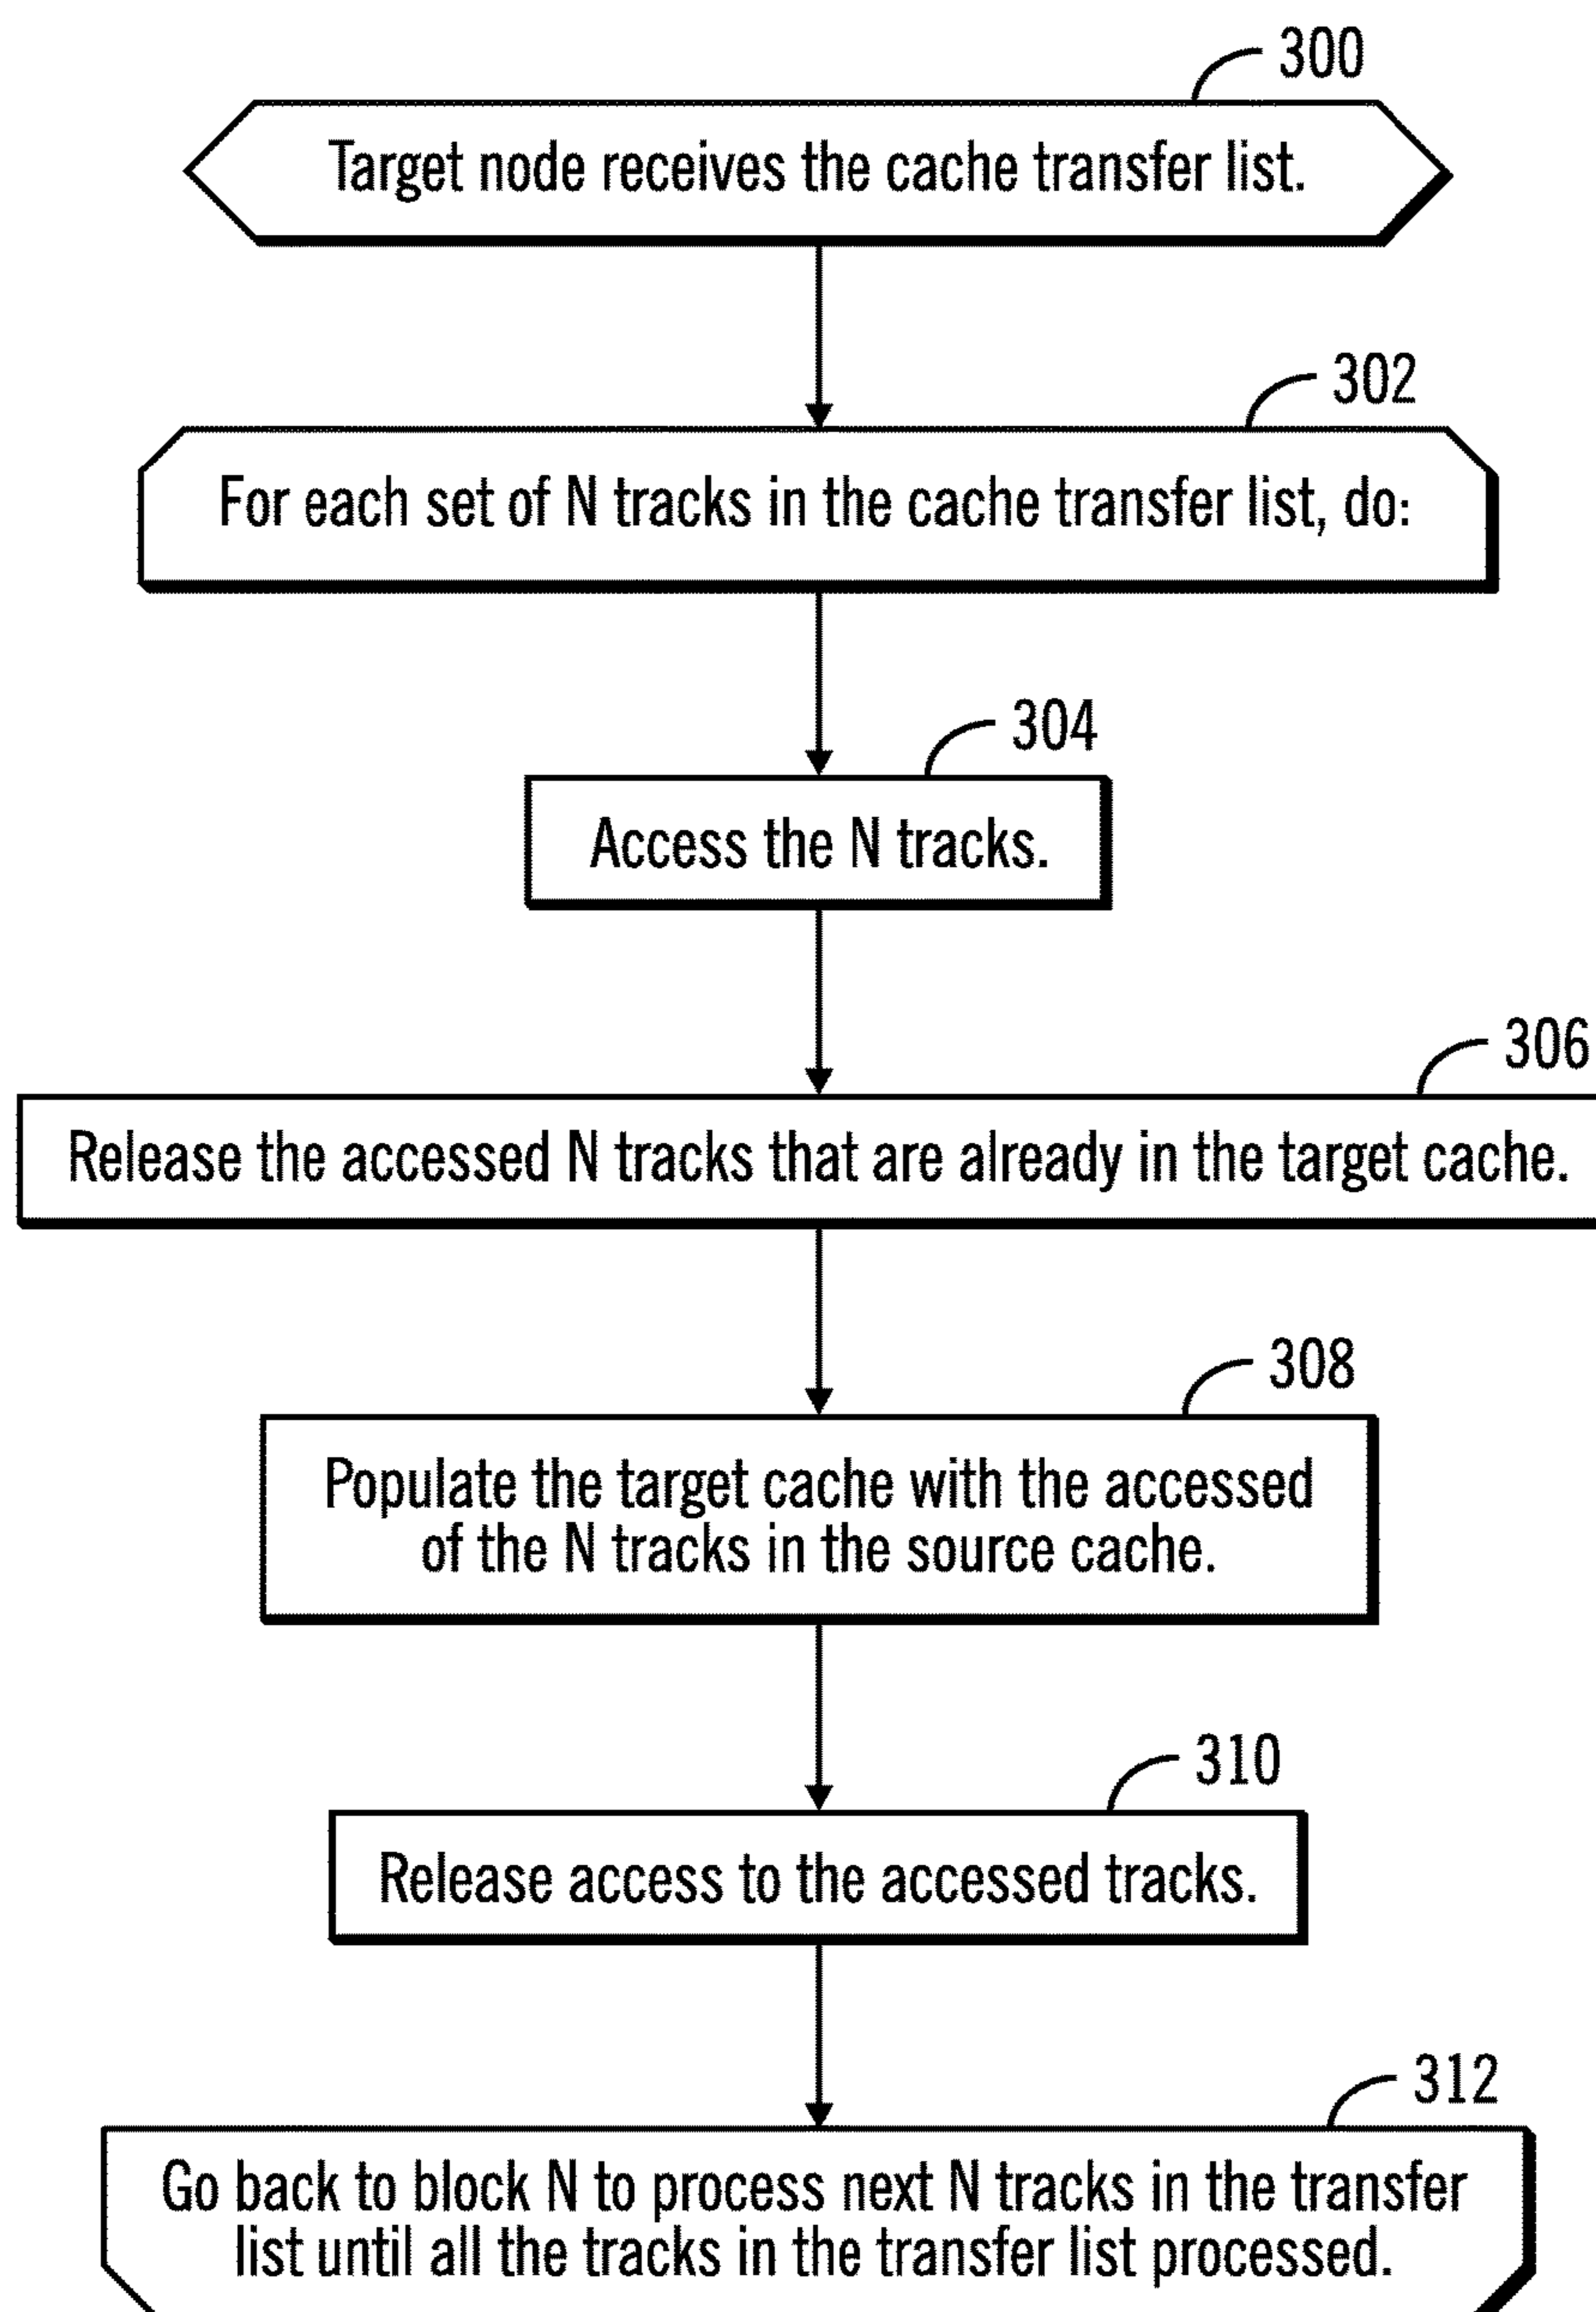 300
Target node receives the cache transfer list.
302
For each set of N tracks in the cache transfer list, do:
304
Access the N tracks.
306
Release the accessed N tracks that are already in the target cache.
308
Populate the target cache with the accessed
of the N tracks in the source cache.
310
Release access to the accessed tracks.
312
Go back to block N to process next N tracks in the transfer
list until all the tracks in the transfer list processed.